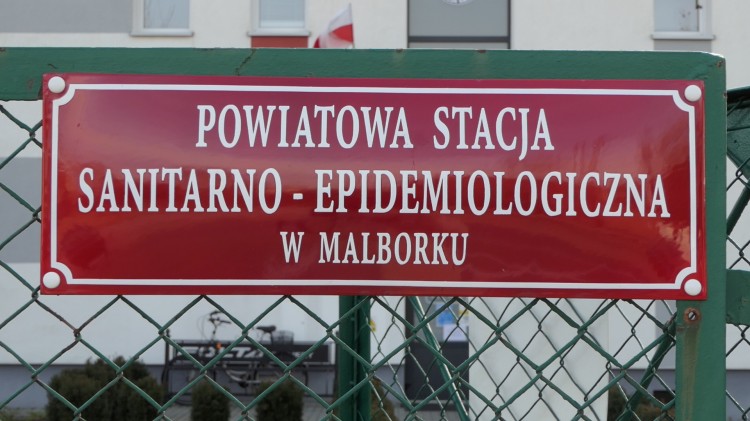 POWIATOWA STACJA
SANITARNO - EPIDEMIOLOGICZNA
W MALBORKU